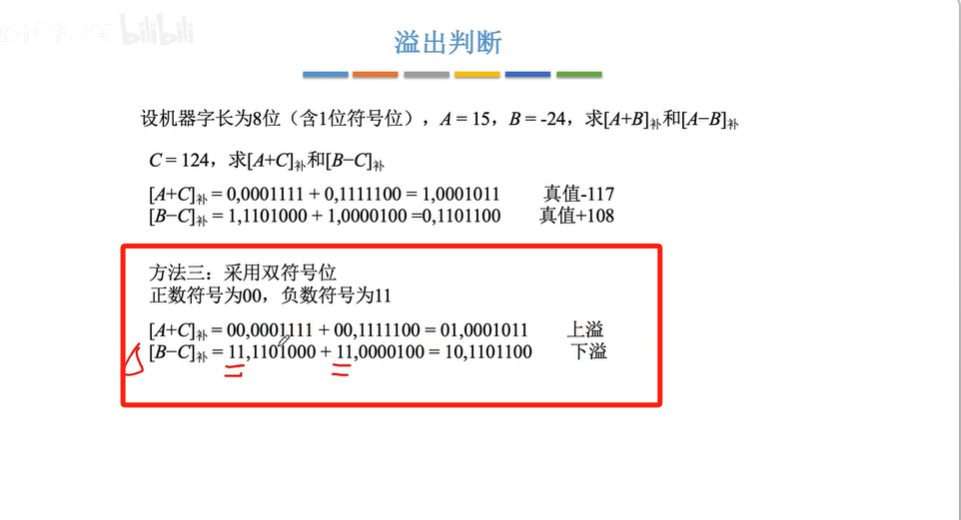 bilibili
溢出判断
设机器字长为8位（含1位符号位），A = 15，B = -24，求[A+B]补和[A−B]补
C = 124，求[A+C]补和[B−C]补
[A+C]补 = 0,0001111 + 0,1111100 = 1,0001011 真值-117
[B−C]补 = 1,1101000 + 1,0000100 =0,1101100 真值+108
方法三：采用双符号位
正数符号为00，负数符号为11
[A+C]补 = 00,0001111 + 00,1111100 = 01,0001011 上溢
[B−C]补 = 11,1101000 + 11,0000100 = 10,1101100 下溢